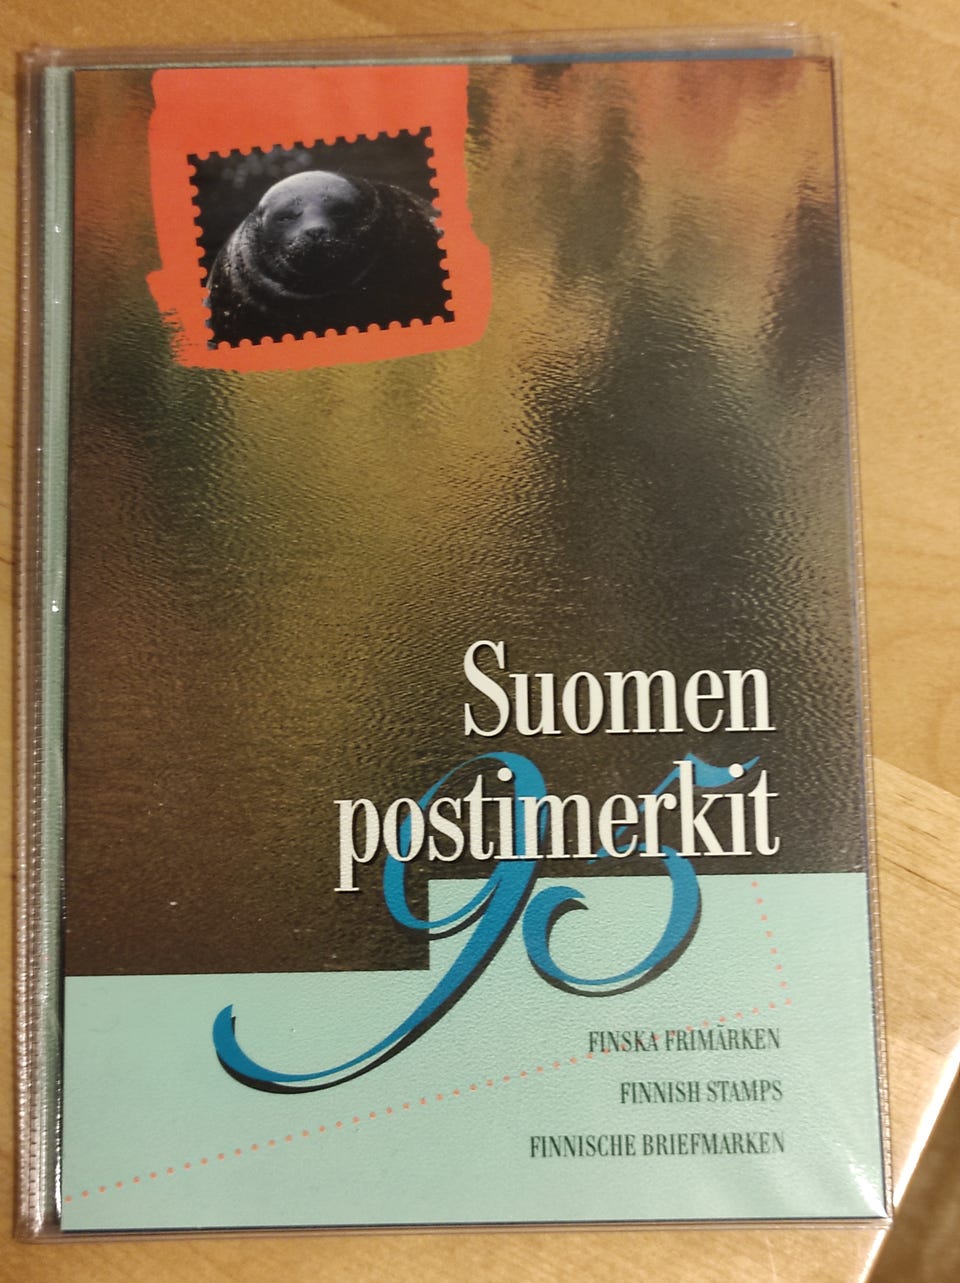 Suomen
postimerkit
95
FINSKA FRIMÄRKEN
FINNISH STAMPS
FINNISCHE BRIEFMARKEN